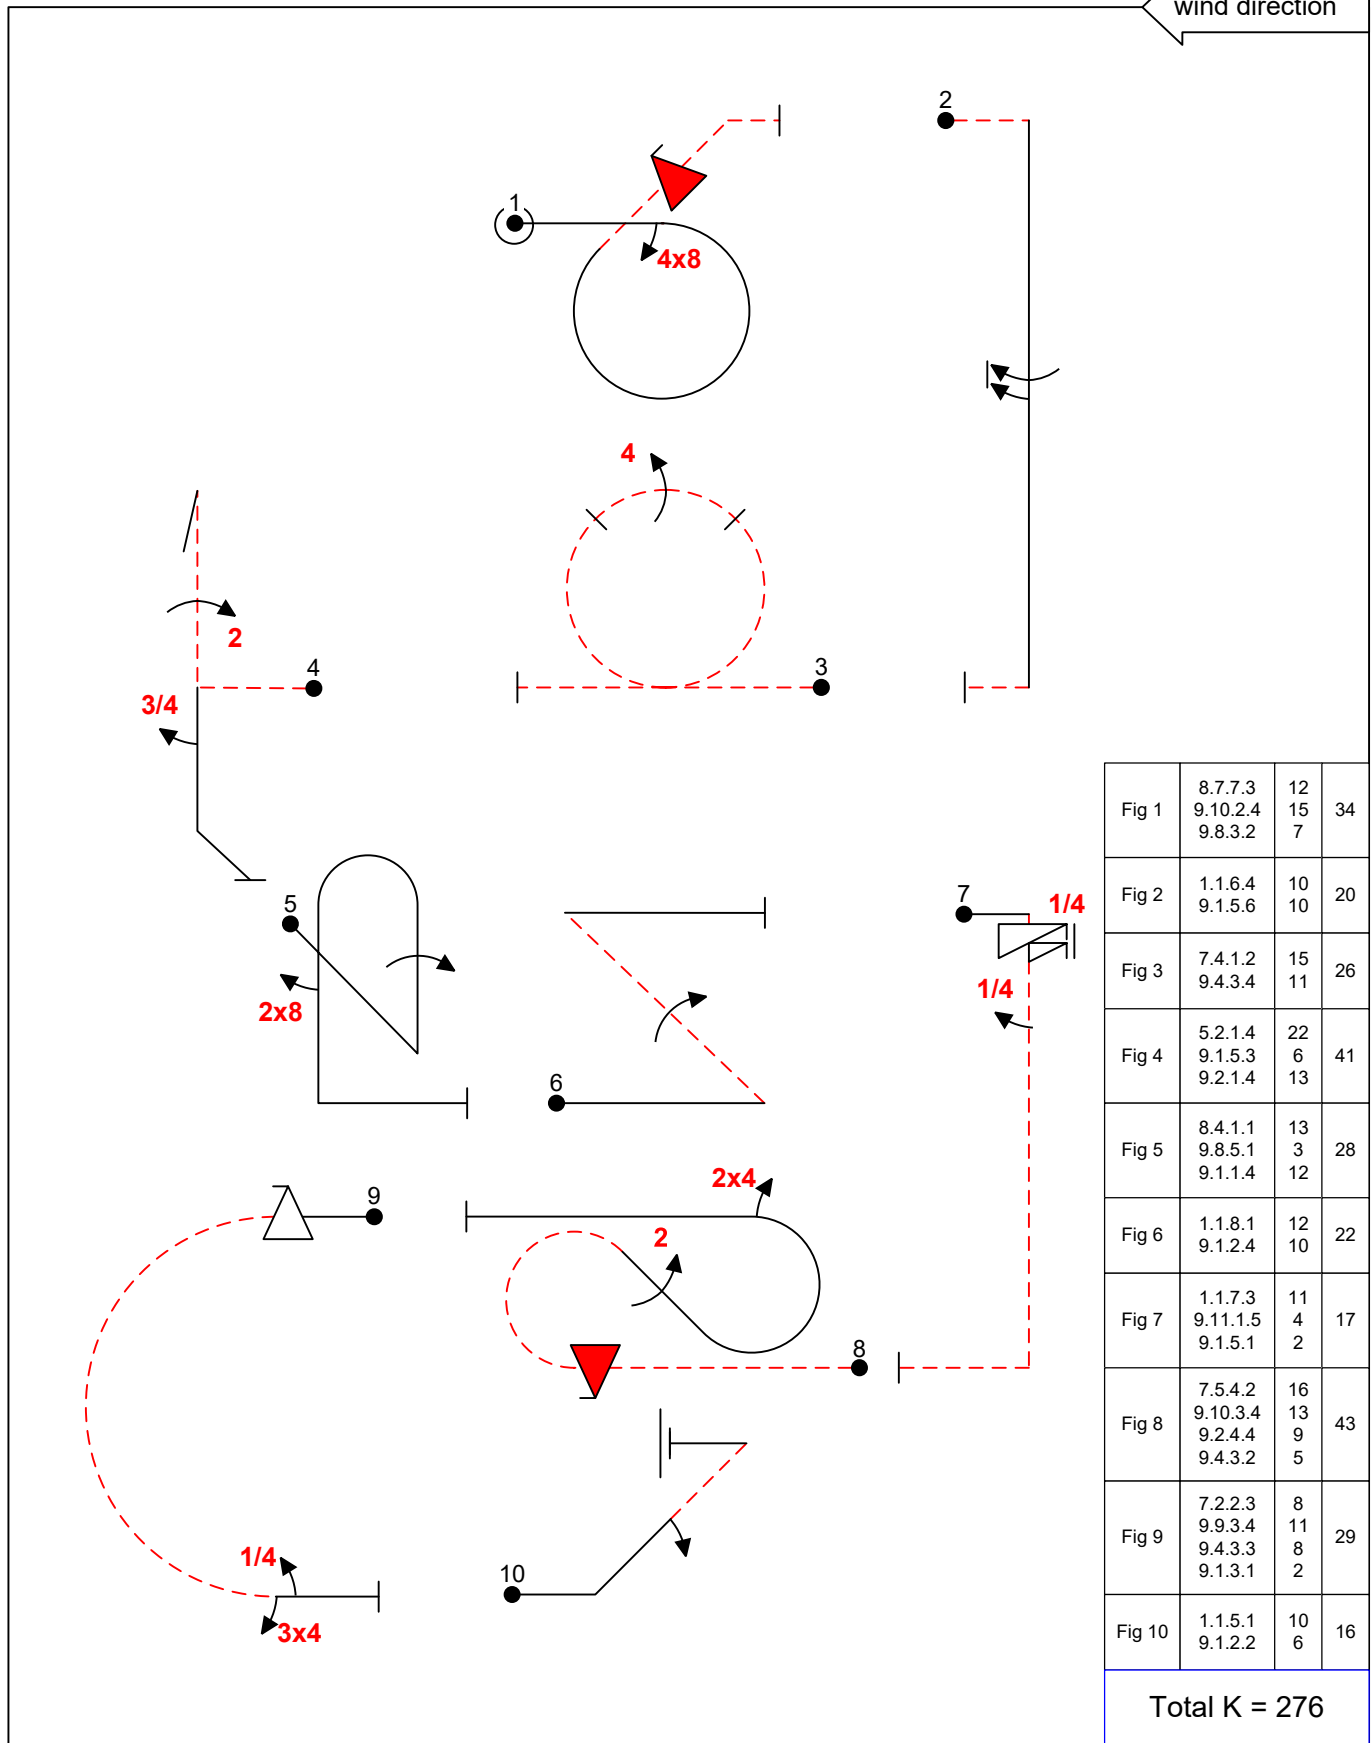 wind direction
2
1
4x8
4
2
4
3
3/4
5
2x8
7
1/4
1/4
6
2x4
9
2
8
1/4
10
3x4
Fig 1 8.7.7.3 12 34
9.10.2.4 15
9.8.3.2 7
Fig 2 1.1.6.4 10 20
9.1.5.6 10
Fig 3 7.4.1.2 15 26
9.4.3.4 11
Fig 4 5.2.1.4 22 41
9.1.5.3 6
9.2.1.4 13
Fig 5 8.4.1.1 13 28
9.8.5.1 3
9.1.1.4 12
Fig 6 1.1.8.1 12 22
9.1.2.4 10
Fig 7 1.1.7.3 11 17
9.11.1.5 4
9.1.5.1 2
Fig 8 7.5.4.2 16 43
9.10.3.4 13
9.2.4.4 9
9.4.3.2 5
Fig 9 7.2.2.3 8 29
9.9.3.4 11
9.4.3.3 8
9.1.3.1 2
Fig 10 1.1.5.1 10 16
9.1.2.2 6
Total K = 276